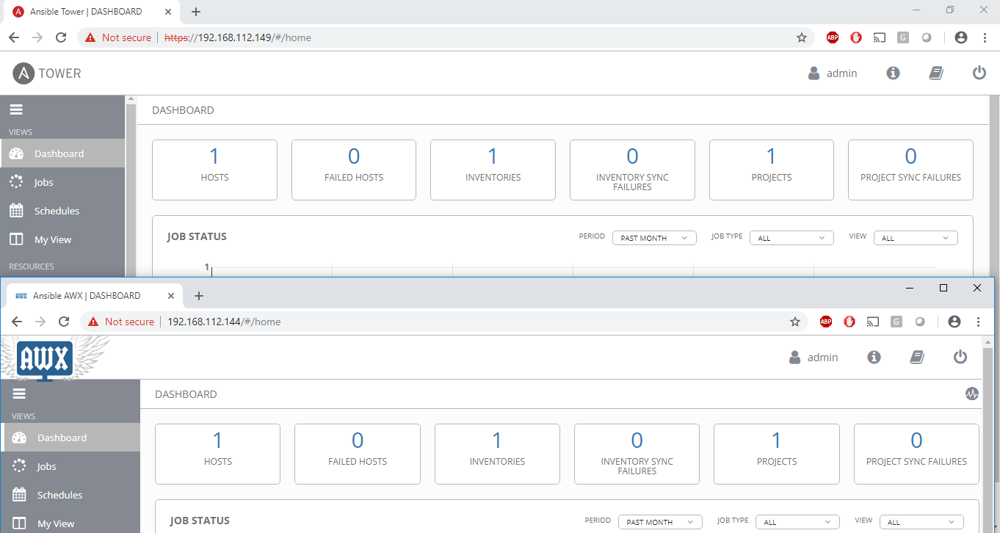 Ansible Tower | DASHBOARD
Not secure | https://192.168.112.149/#/home
ABP
G
A TOWER
admin
VIEWS
DASHBOARD
Dashboard
1 0 1 0 1 0
HOSTS FAILED HOSTS INVENTORIES INVENTORY SYNC FAILURES PROJECTS PROJECT SYNC FAILURES
Jobs
Schedules
My View
JOB STATUS PERIOD PAST MONTH JOB TYPE ALL VIEW ALL
RESOURCES
1
AWX Ansible AWX | DASHBOARD
Not secure | 192.168.112.144/#/home
ABP
G
AWX
admin
VIEWS
DASHBOARD
Dashboard
1 0 1 0 1 0
HOSTS FAILED HOSTS INVENTORIES INVENTORY SYNC FAILURES PROJECTS PROJECT SYNC FAILURES
Jobs
Schedules
My View
JOB STATUS PERIOD PAST MONTH JOB TYPE ALL VIEW ALL